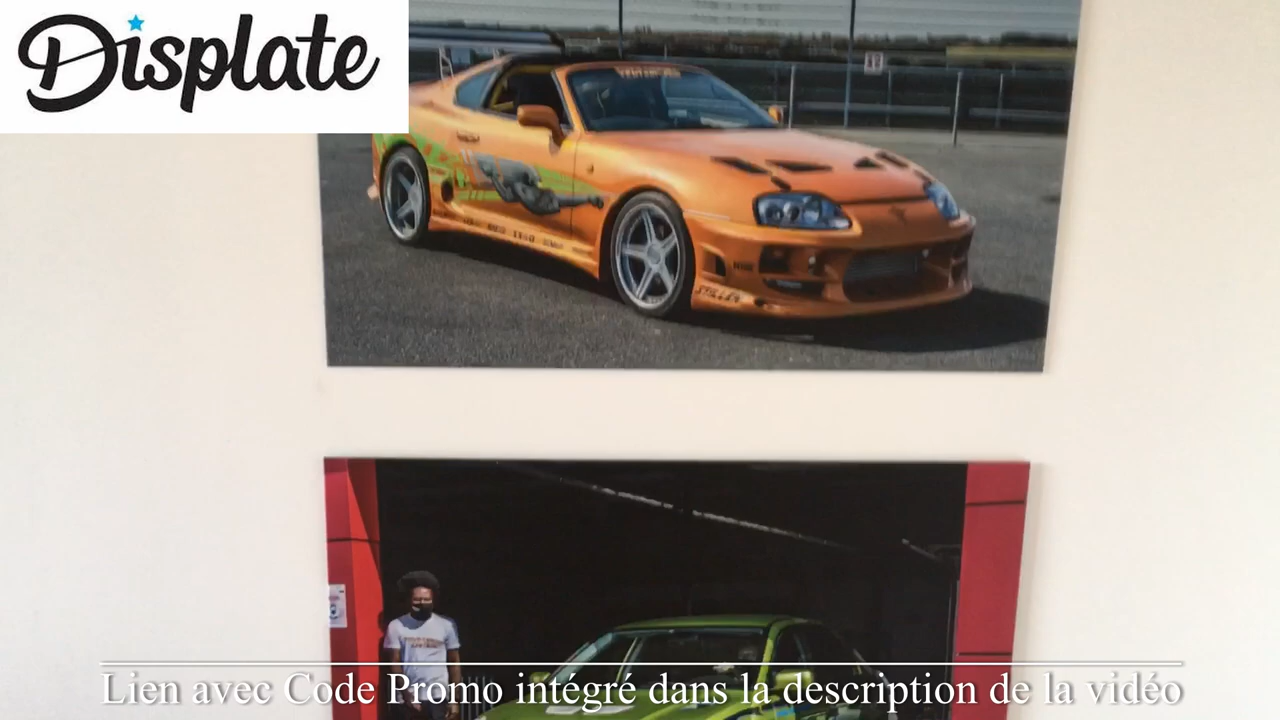 Displate
Lien avec Code Promo intégré dans la description de la vidéo